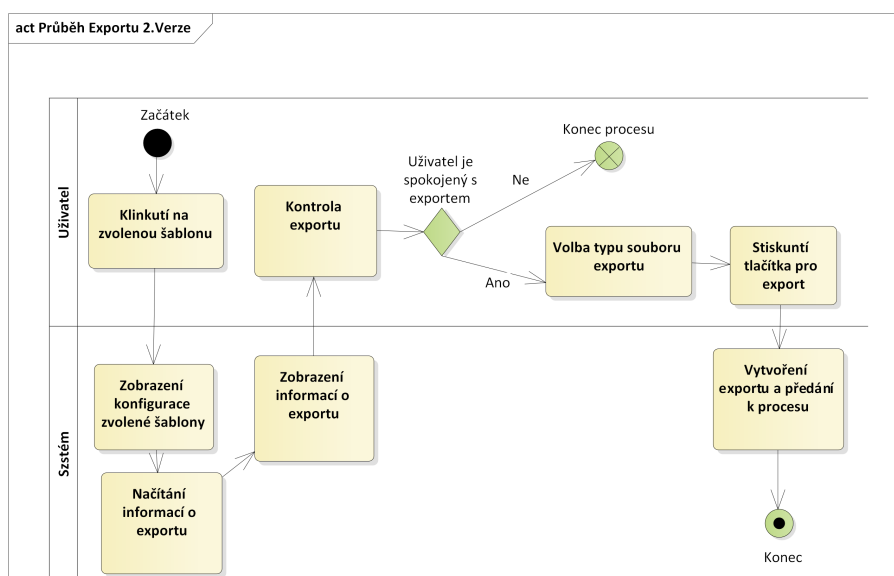 act Průběh Exportu 2.Verze
Uživatel
Začátek
Klinkutí na
zvolenou šablonu
Kontrola
exportu
Uživatel je
spokojený s
exportem
Ne
Konec procesu
Ano
Volba typu souboru
exportu
Stiskuntí
tlačítka pro
export
Szstém
Zobrazení
konfigurace
zvolené šablony
Načítání
informací o
exportu
Zobrazení
informací o
exportu
Vytvoření
exportu a předání
k procesu
Konec